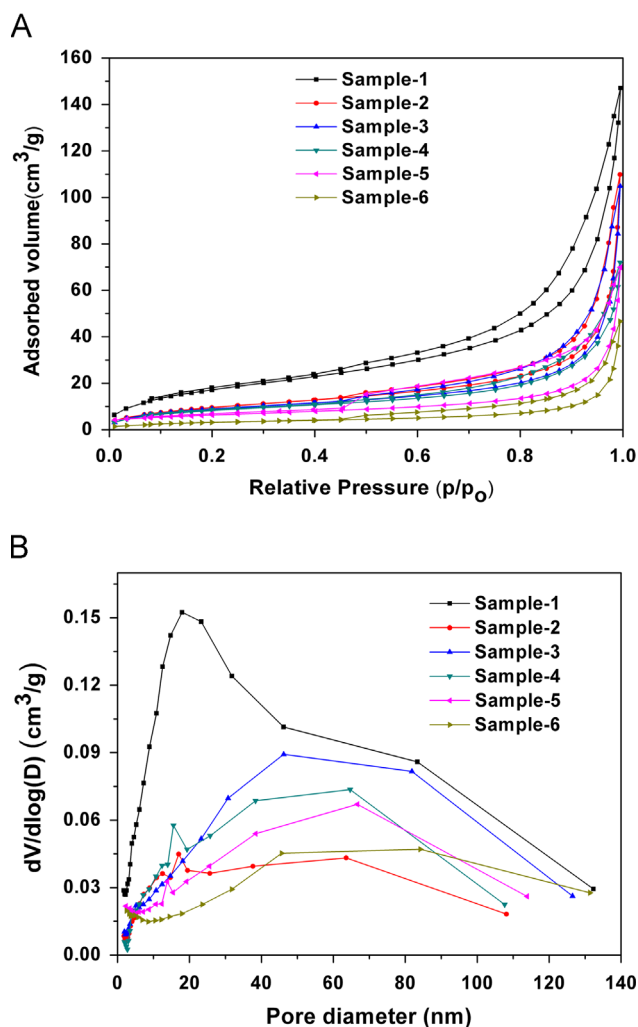 A
160
140
120
100
80
60
40
20
0
Adsorbed volume(cm³/g)
Sample-1
Sample-2
Sample-3
Sample-4
Sample-5
Sample-6
0.0 0.2 0.4 0.6 0.8 1.0
Relative Pressure (p/pₒ)
B
0.15
0.12
0.09
0.06
0.03
0.00
dV/dlog(D) (cm³/g)
Sample-1
Sample-2
Sample-3
Sample-4
Sample-5
Sample-6
0 20 40 60 80 100 120 140
Pore diameter (nm)